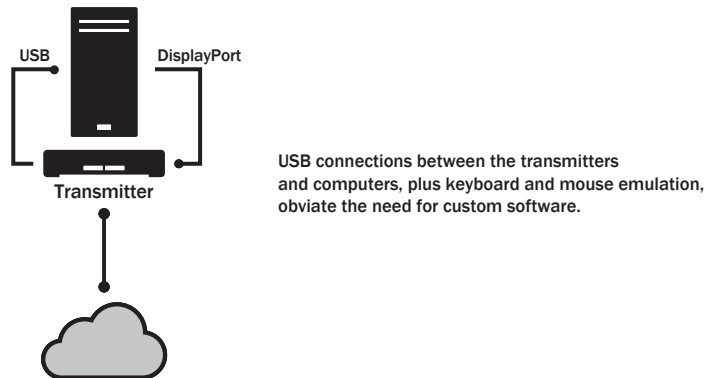 USB
DisplayPort
Transmitter
USB connections between the transmitters
and computers, plus keyboard and mouse emulation,
obviate the need for custom software.